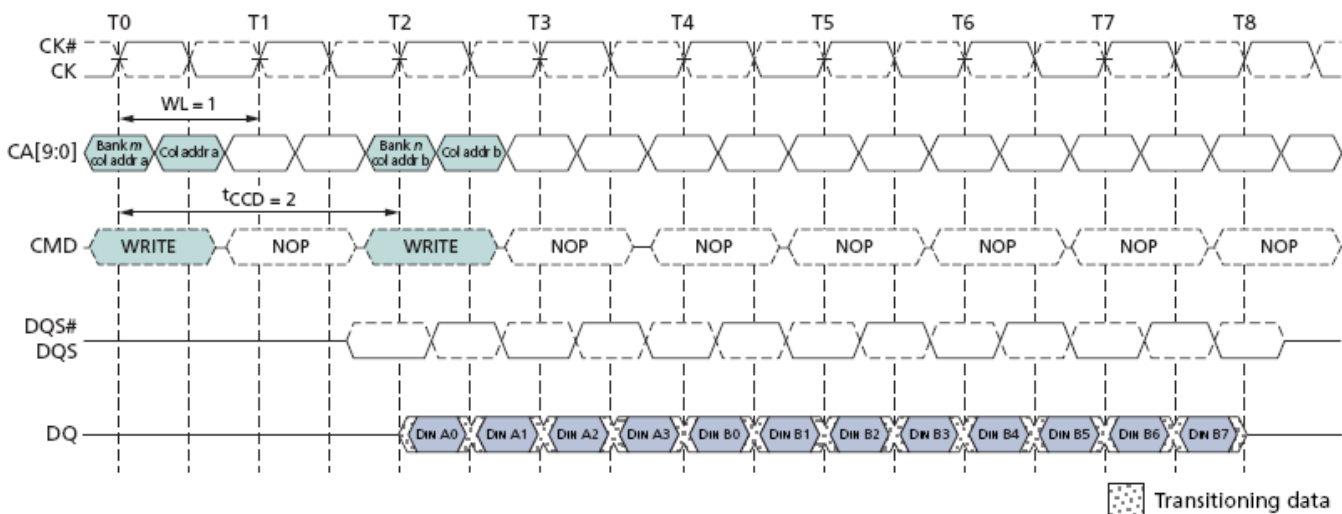 T0 T1 T2 T3 T4 T5 T6 T7 T8
CK#
CK
WL = 1
CA[9:0] Bank m col addr a Col addr a Bank n col addr b Col addr b
tCCD = 2
CMD WRITE NOP WRITE NOP NOP NOP NOP NOP NOP
DQS#
DQS
DQ DIN A0 DIN A1 DIN A2 DIN A3 DIN B0 DIN B1 DIN B2 DIN B3 DIN B4 DIN B5 DIN B6 DIN B7
Transitioning data